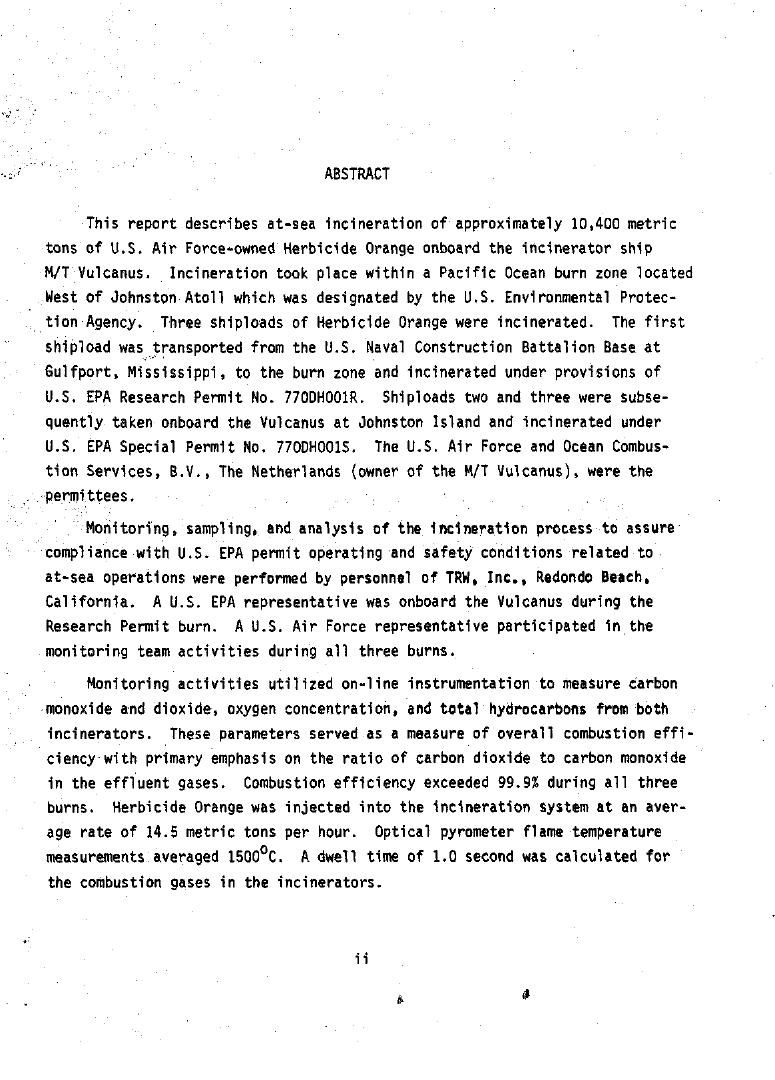 ABSTRACT
This report describes at-sea incineration of approximately 10,400 metric
tons of U.S. Air Force-owned Herbicide Orange onboard the incinerator ship
M/T Vulcanus. Incineration took place within a Pacific Ocean burn zone located
West of Johnston Atoll which was designated by the U.S. Environmental Protec-
tion Agency. Three shiploads of Herbicide Orange were incinerated. The first
shipload was transported from the U.S. Naval Construction Battalion Base at
Gulfport, Mississippi, to the burn zone and incinerated under provisions of
U.S. EPA Research Permit No. 770DH001R. Shiploads two and three were subse-
quently taken onboard the Vulcanus at Johnston Island and incinerated under
U.S. EPA Special Permit No. 770DH001S. The U.S. Air Force and Ocean Combus-
tion Services, B.V., The Netherlands (owner of the M/T Vulcanus), were the
permittees.
Monitoring, sampling, and analysis of the incineration process to assure
compliance with U.S. EPA permit operating and safety conditions related to
at-sea operations were performed by personnel of TRW, Inc., Redondo Beach,
California. A U.S. EPA representative was onboard the Vulcanus during the
Research Permit burn. A U.S. Air Force representative participated in the
monitoring team activities during all three burns.
Monitoring activities utilized on-line instrumentation to measure carbon
monoxide and dioxide, oxygen concentration, and total hydrocarbons from both
incinerators. These parameters served as a measure of overall combustion effi-
ciency with primary emphasis on the ratio of carbon dioxide to carbon monoxide
in the effluent gases. Combustion efficiency exceeded 99.9% during all three
burns. Herbicide Orange was injected into the incineration system at an aver-
age rate of 14.5 metric tons per hour. Optical pyrometer flame temperature
measurements averaged 1500°C. A dwell time of 1.0 second was calculated for
the combustion gases in the incinerators.
ii